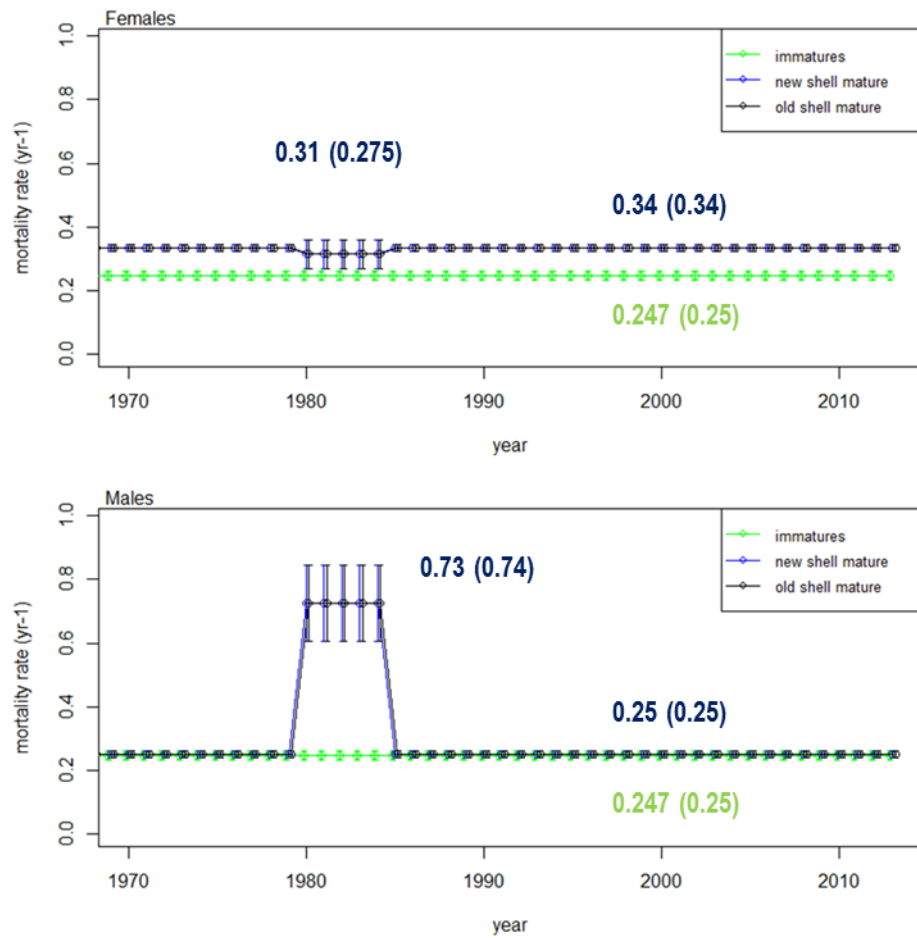 Females
1.0
0.8
0.6
0.4
0.2
0.0
mortality rate (yr-1)
immatures
new shell mature
old shell mature
0.31 (0.275)
0.34 (0.34)
0.247 (0.25)
1970 1980 1990 2000 2010
year
Males
1.0
0.8
0.6
0.4
0.2
0.0
mortality rate (yr-1)
immatures
new shell mature
old shell mature
0.73 (0.74)
0.25 (0.25)
0.247 (0.25)
1970 1980 1990 2000 2010
year